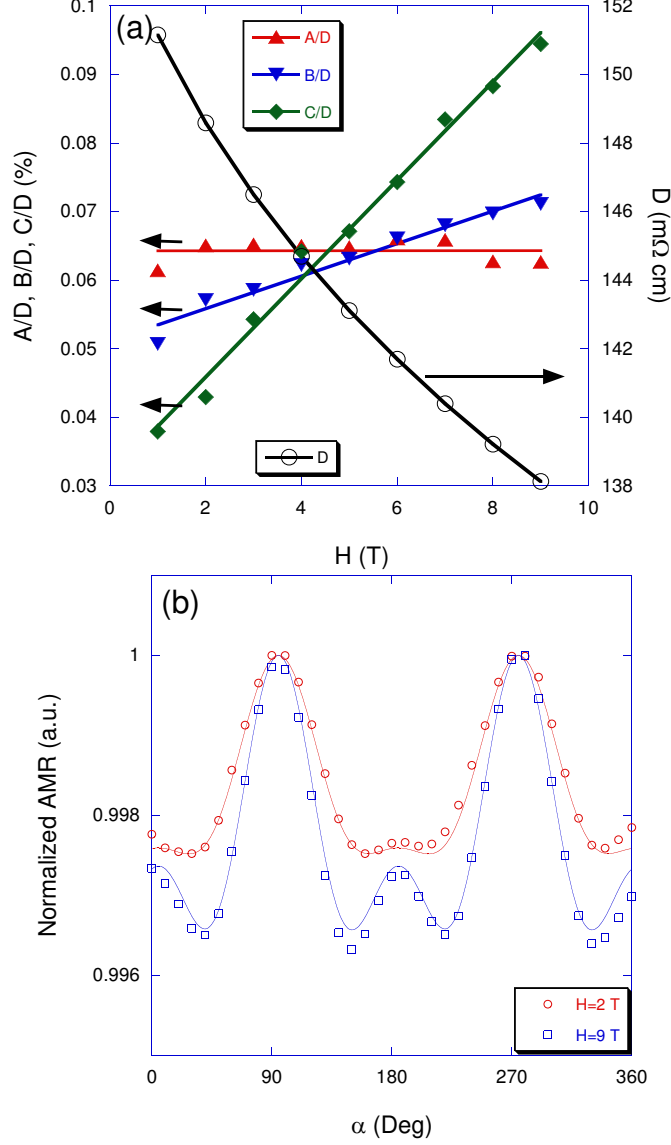 (a)
A/D
B/D
C/D
D
0.1
0.09
0.08
0.07
0.06
0.05
0.04
0.03
A/D, B/D, C/D (%)
152
150
148
146
144
142
140
138
D (mΩ cm)
0 2 4 6 8 10
H (T)
(b)
1
0.998
0.996
Normalized AMR (a.u.)
H=2 T
H=9 T
0 90 180 270 360
α (Deg)